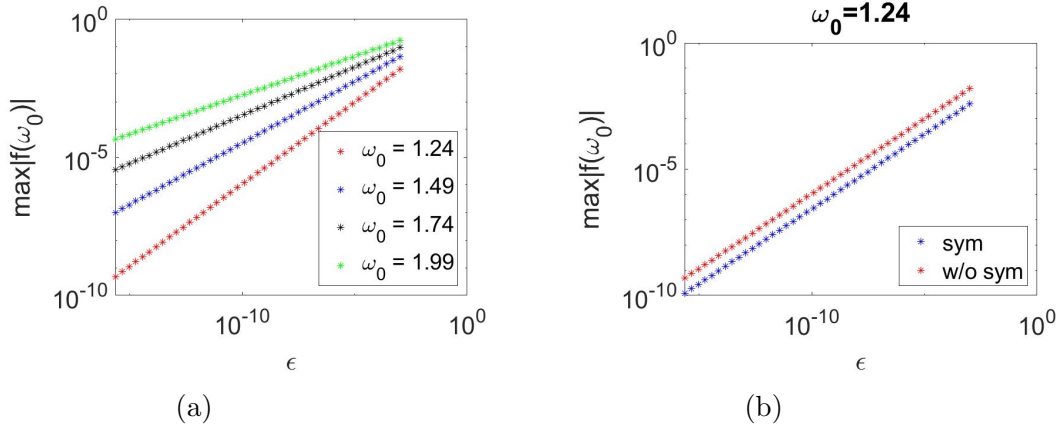 10^0
10^-5
10^-10
max|f(ω_0)|
ω_0 = 1.24
ω_0 = 1.49
ω_0 = 1.74
ω_0 = 1.99
10^-10
10^0
ϵ
(a)
ω_0=1.24
10^0
10^-5
10^-10
max|f(ω_0)|
sym
w/o sym
10^-10
10^0
ϵ
(b)